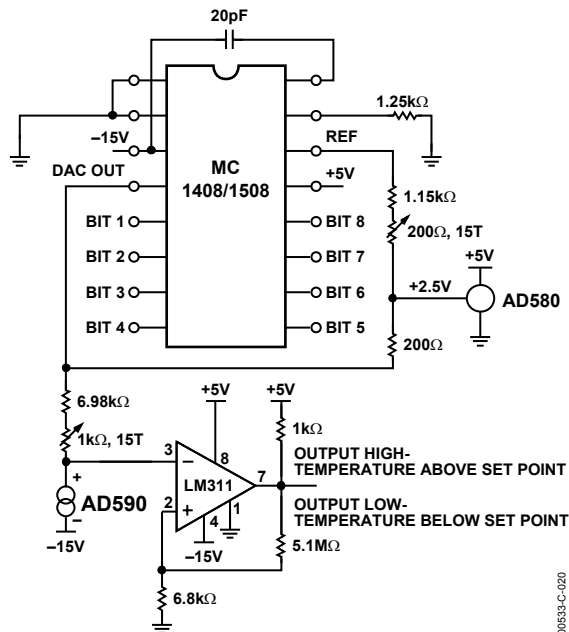 20pF
1.25kΩ
–15V
REF
DAC OUT
MC
1408/1508
+5V
1.15kΩ
BIT 1
BIT 8
200Ω, 15T
BIT 2
BIT 7
+5V
BIT 3
BIT 6
+2.5V
AD580
BIT 4
BIT 5
200Ω
6.98kΩ
+5V
+5V
1kΩ, 15T
1kΩ
3
8
OUTPUT HIGH-
TEMPERATURE ABOVE SET POINT
+
–
LM311
7
AD590
2
+
4
1
OUTPUT LOW-
TEMPERATURE BELOW SET POINT
–
–15V
–15V
5.1MΩ
6.8kΩ
00533-C-020